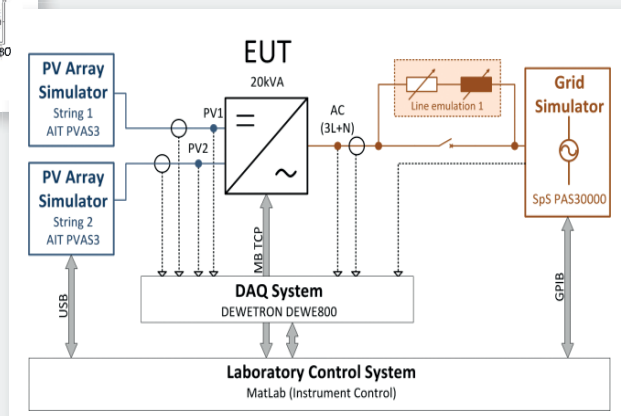 80
EUT
20kVA
PV Array
Simulator
String 1
AIT PVAS3
PV1
PV2
PV Array
Simulator
String 2
AIT PVAS3
AC
(3L+N)
Line emulation 1
Grid
Simulator
SpS PAS30000
MB TCP
USB
GPIB
DAQ System
DEWETRON DEWE800
Laboratory Control System
MatLab (Instrument Control)